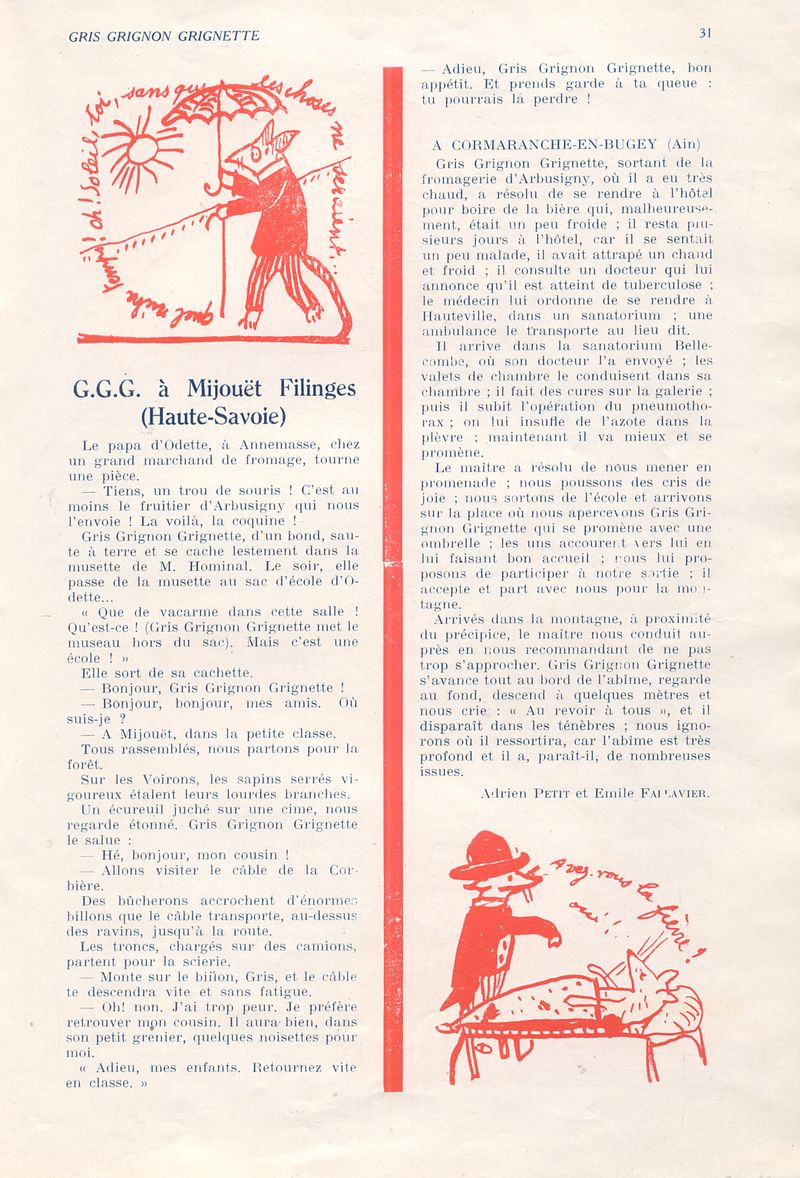 GRIS GRIGNON GRIGNETTE
31
oh! Soleil, toi, sans qui les choses ne seraient...
quel riche temps!
G.G.G. à Mijouët Filinges
(Haute-Savoie)
Le papa d'Odette, à Annemasse, chez
un grand marchand de fromage, tourne
une pièce.
— Tiens, un trou de souris ! C'est au
moins le fruitier d'Arbusigny qui nous
l'envoie ! La voilà, la coquine !
Gris Grignon Grignette, d'un bond, sau-
te à terre et se cache lestement dans la
musette de M. Hominal. Le soir, elle
passe de la musette au sac d'école d'O-
dette...
« Que de vacarme dans cette salle !
Qu'est-ce ! (Gris Grignon Grignette met le
museau hors du sac). Mais c'est une
école ! »
Elle sort de sa cachette.
— Bonjour, Gris Grignon Grignette !
— Bonjour, bonjour, mes amis. Où
suis-je ?
— A Mijouët, dans la petite classe.
Tous rassemblés, nous partons pour la
forêt.
Sur les Voirons, les sapins serrés vi-
goureux étalent leurs lourdes branches.
Un écureuil juché sur une cime, nous
regarde étonné. Gris Grignon Grignette
le salue :
— Hé, bonjour, mon cousin !
— Allons visiter le câble de la Cor-
bière.
Des bûcherons accrochent d'énormes
billons que le câble transporte, au-dessus
des ravins, jusqu'à la route.
Les troncs, chargés sur des camions,
partent pour la scierie.
— Monte sur le billon, Gris, et le câble
te descendra vite et sans fatigue.
— Oh! non. J'ai trop peur. Je préfère
retrouver mon cousin. Il aura bien, dans
son petit grenier, quelques noisettes pour
moi.
« Adieu, mes enfants. Retournez vite
en classe. »
— Adieu, Gris Grignon Grignette, bon
appétit. Et prends garde à ta queue :
tu pourrais là perdre !
A CORMARANCHE-EN-BUGEY (Ain)
Gris Grignon Grignette, sortant de la
fromagerie d'Arbusigny, où il a eu très
chaud, a résolu de se rendre à l'hôtel
pour boire de la bière qui, malheureuse-
ment, était un peu froide ; il resta plu-
sieurs jours à l'hôtel, car il se sentait
un peu malade, il avait attrapé un chaud
et froid ; il consulte un docteur qui lui
annonce qu'il est atteint de tuberculose ;
le médecin lui ordonne de se rendre à
Hauteville, dans un sanatorium ; une
ambulance le transporte au lieu dit.
Il arrive dans la sanatorium Belle-
combe, où son docteur l'a envoyé ; les
valets de chambre le conduisent dans sa
chambre ; il fait des cures sur la galerie ;
puis il subit l'opération du pneumotho-
rax ; on lui insuffle de l'azote dans la
plèvre ; maintenant il va mieux et se
promène.
Le maître a résolu de nous mener en
promenade ; nous poussons des cris de
joie ; nous sortons de l'école et arrivons
sur la place où nous apercevons Gris Gri-
gnon Grignette qui se promène avec une
ombrelle ; les uns accourent vers lui en
lui faisant bon accueil ; nous lui pro-
posons de participer à notre sortie ; il
accepte et part avec nous pour la mon-
tagne.
Arrivés dans la montagne, à proximité
du précipice, le maître nous conduit au-
près en nous recommandant de ne pas
trop s'approcher. Gris Grignon Grignette
s'avance tout au bord de l'abîme, regarde
au fond, descend à quelques mètres et
nous crie : « Au revoir à tous », et il
disparaît dans les ténèbres ; nous igno-
rons où il ressortira, car l'abîme est très
profond et il a, paraît-il, de nombreuses
issues.
Adrien PETIT et Emile FALLAVIER.
Avez-vous la fièvre ?
oui !